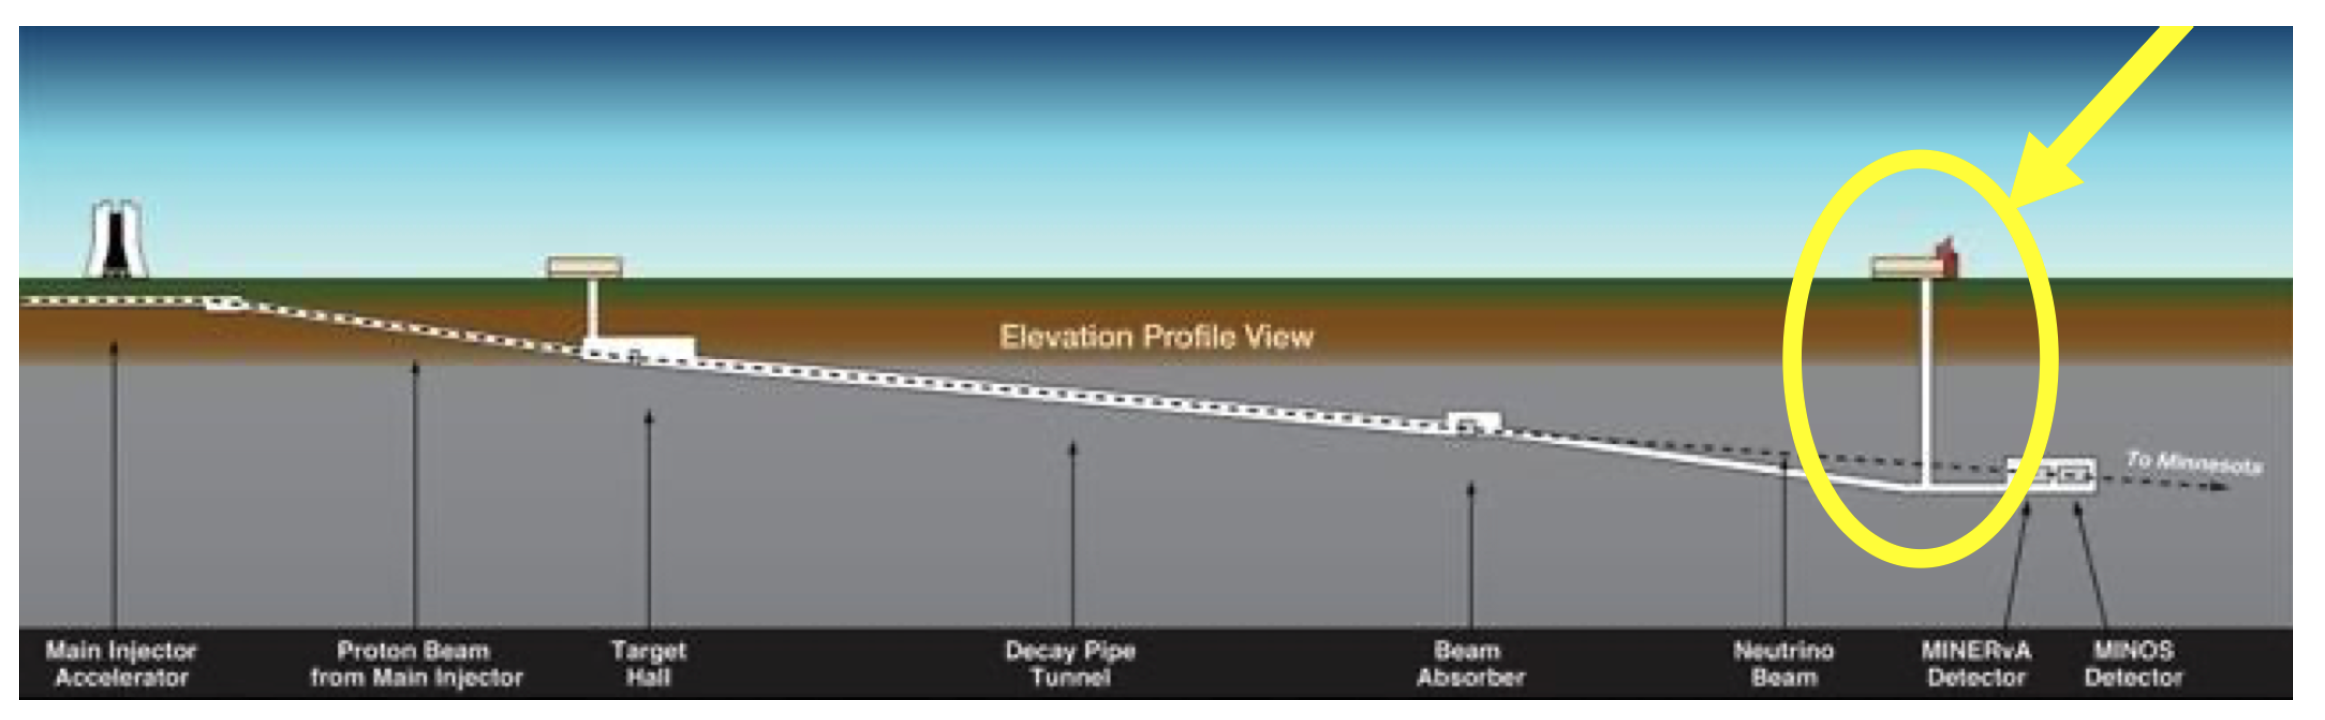 Elevation Profile View
To Minnesota
Main Injector
Accelerator
Proton Beam
from Main Injector
Target
Hall
Decay Pipe
Tunnel
Beam
Absorber
Neutrino
Beam
MINERvA
Detector
MINOS
Detector